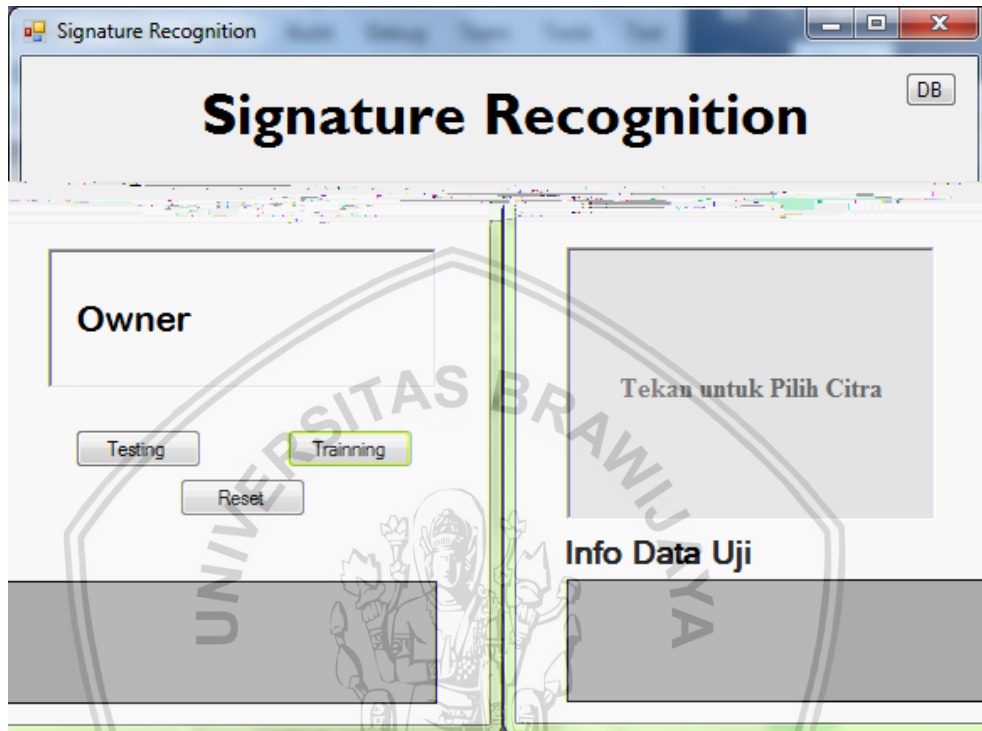 Signature Recognition
DB
Signature Recognition
Owner
Tekan untuk Pilih Citra
Testing
Trainning
Reset
Info Data Uji
UNIVERSITAS BRAWIJAYA